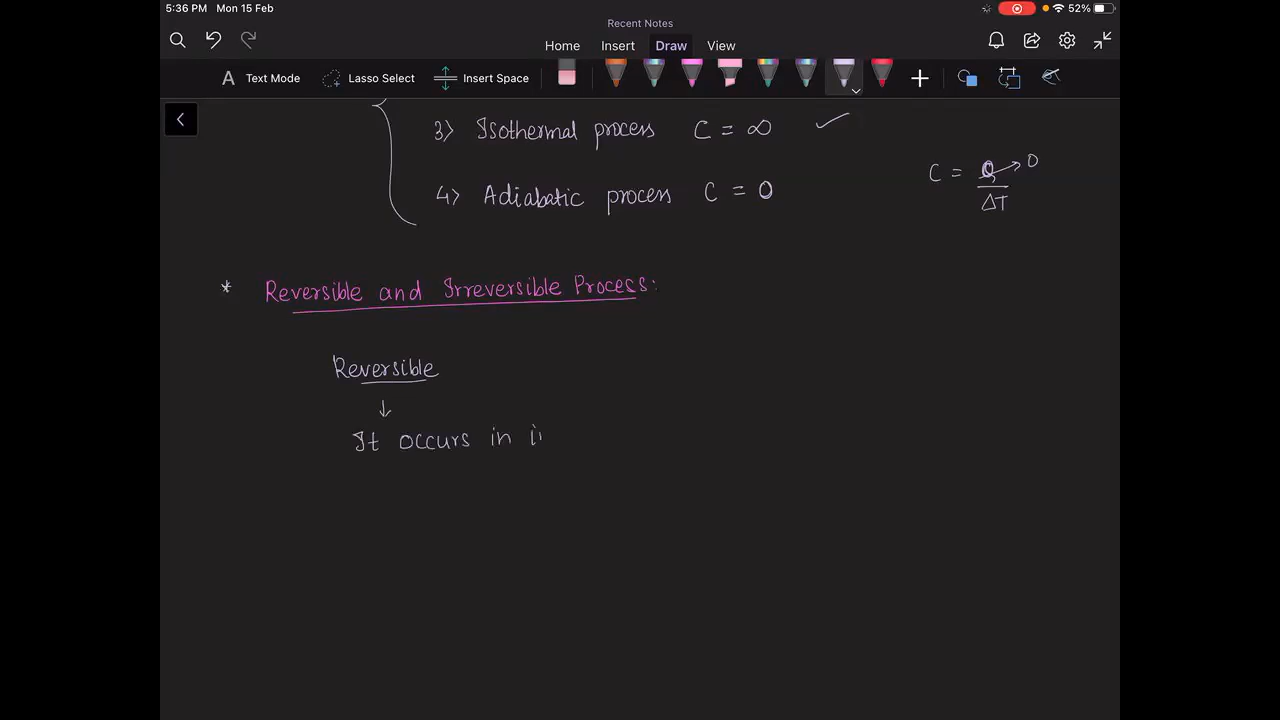 5:36 PM Mon 15 Feb
52%
Recent Notes
Home Insert Draw View
A Text Mode Lasso Select Insert Space
3) Isothermal process C = ∞ ✓
4) Adiabatic process C = 0
C = Q → 0
ΔT
* Reversible and Irreversible Process:
Reversible
↓
It occurs in